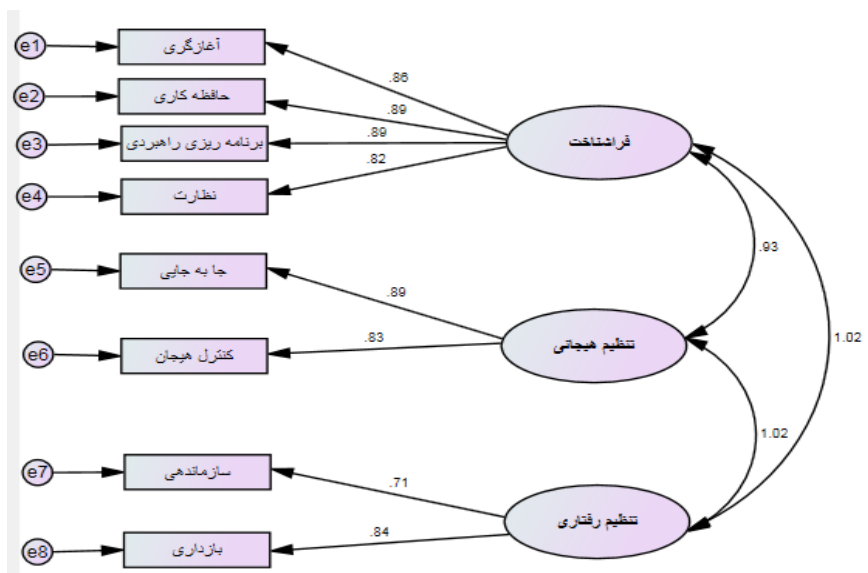 e1
آغازگری
.86
e2
حافظه کاری
.89
e3
برنامه ریزی راهبردی
.89
فراشناخت
e4
نظارت
.82
.93
e5
جا به جایی
.89
1.02
e6
کنترل هیجان
.83
تنظیم هیجانی
1.02
e7
سازماندهی
.71
تنظیم رفتاری
e8
بازداری
.84